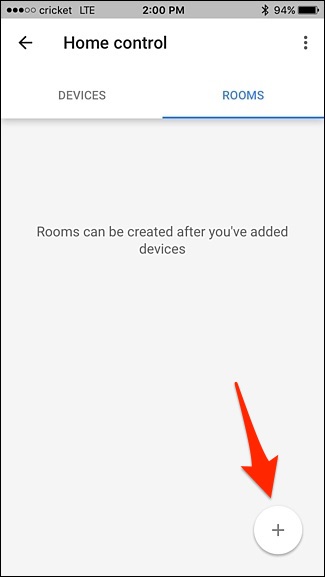 cricket LTE 2:00 PM 94%
Home control
DEVICES ROOMS
Rooms can be created after you've added
devices